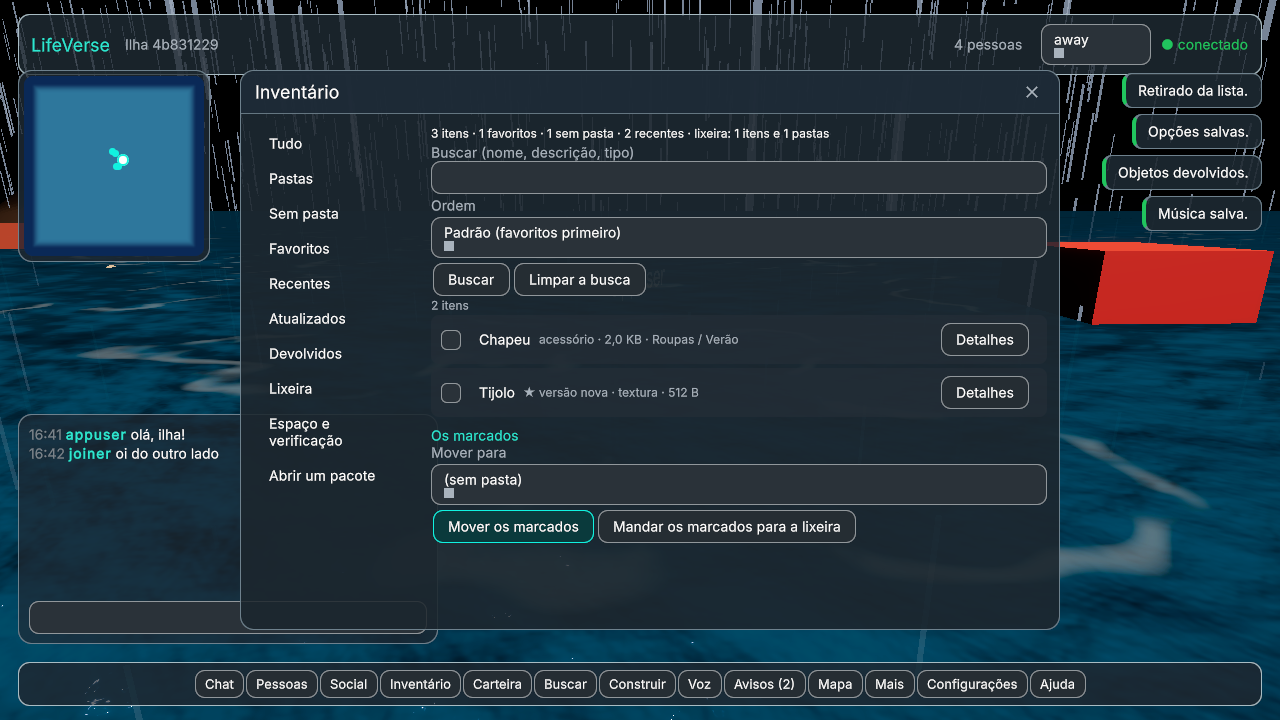 LifeVerse
Ilha 4b831229
4 pessoas
away
conectado
Retirado da lista.
Opções salvas.
Objetos devolvidos.
Música salva.
Inventário
Tudo
Pastas
Sem pasta
Favoritos
Recentes
Atualizados
Devolvidos
Lixeira
Espaço e
verificação
Abrir um pacote
3 itens · 1 favoritos · 1 sem pasta · 2 recentes · lixeira: 1 itens e 1 pastas
Buscar (nome, descrição, tipo)
Ordem
Padrão (favoritos primeiro)
Buscar
Limpar a busca
2 itens
Chapeu acessório · 2,0 KB · Roupas / Verão
Detalhes
Tijolo ★ versão nova · textura · 512 B
Detalhes
Os marcados
Mover para
(sem pasta)
Mover os marcados
Mandar os marcados para a lixeira
16:41 appuser olá, ilha!
16:42 joiner oi do outro lado
Chat
Pessoas
Social
Inventário
Carteira
Buscar
Construir
Voz
Avisos (2)
Mapa
Mais
Configurações
Ajuda